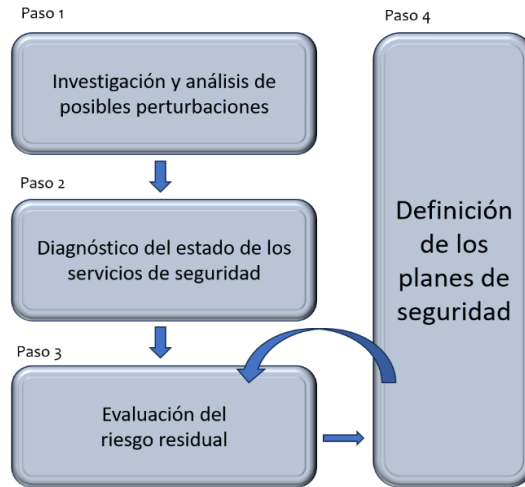 Paso 1
Investigación y análisis de
posibles perturbaciones
Paso 2
Diagnóstico del estado de los
servicios de seguridad
Paso 3
Evaluación del
riesgo residual
Paso 4
Definición
de los
planes de
seguridad